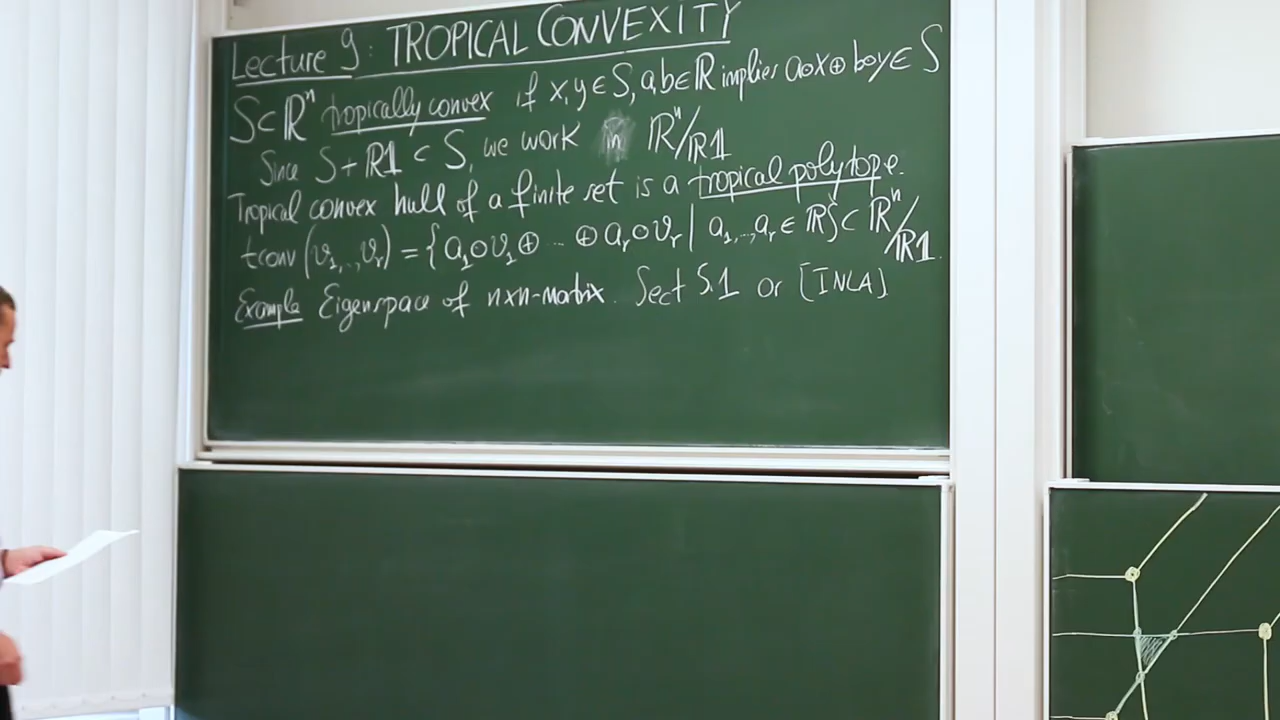 Lecture 9: TROPICAL CONVEXITY
S ⊂ ℝⁿ tropically convex if x,y ∈ S, a,b ∈ ℝ implies a⊙x ⊕ b⊙y ∈ S
Since S + ℝ𝟙 ⊂ S, we work in ℝⁿ/ℝ𝟙
Tropical convex hull of a finite set is a tropical polytope.
tconv (v₁,..,vᵣ) = {a₁⊙v₁⊕ ... ⊕ aᵣ⊙vᵣ | a₁,..,aᵣ ∈ ℝ} ⊂ ℝⁿ/ℝ𝟙.
Example Eigenspace of n×n-matrix. Sect 5.1 or [INLA]